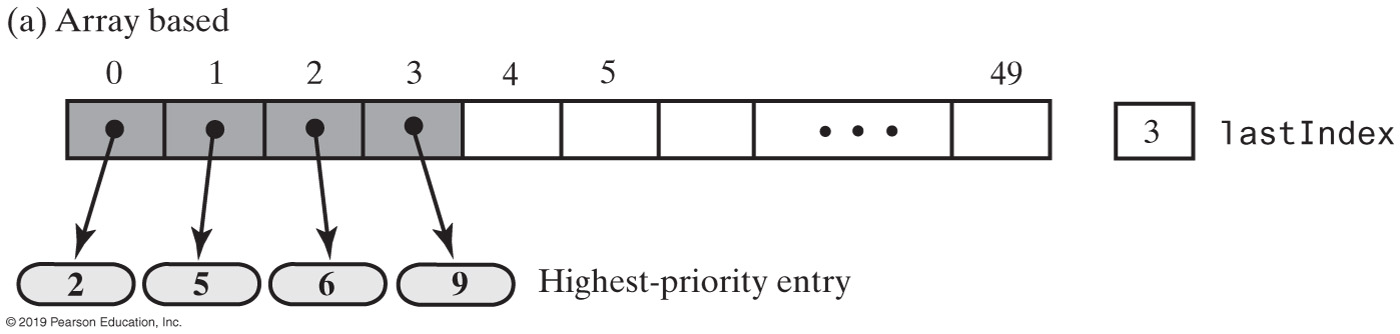 (a) Array based
0 1 2 3 4 5 49
3 lastIndex
2 5 6 9 Highest-priority entry
© 2019 Pearson Education, Inc.